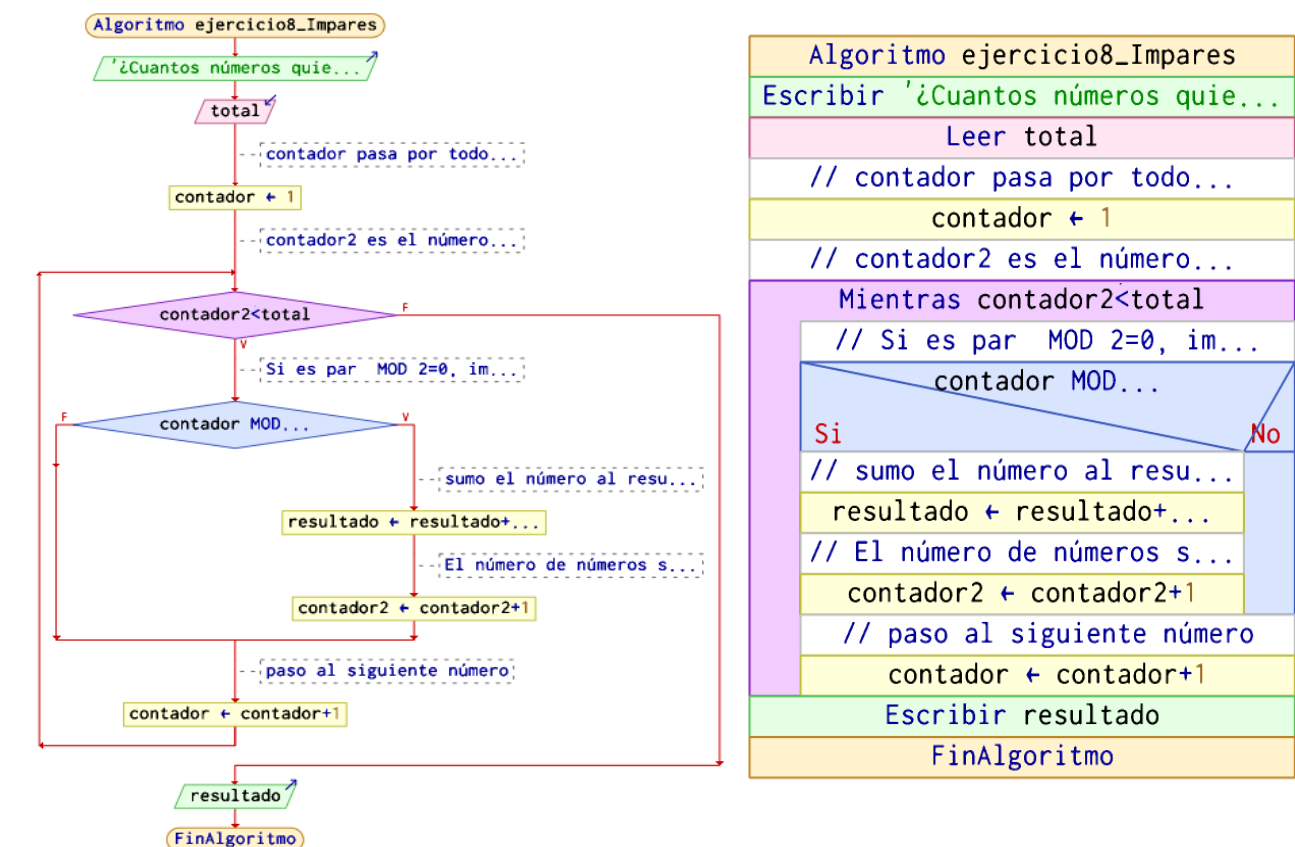 Algoritmo ejercicio8_Impares
'¿Cuantos números quie...
total
contador pasa por todo...
contador ← 1
contador2 es el número...
contador2<total
F
V
Si es par  MOD 2=0, im...
contador MOD...
F
V
sumo el número al resu...
resultado ← resultado+...
El número de números s...
contador2 ← contador2+1
paso al siguiente número
contador ← contador+1
resultado
FinAlgoritmo
Algoritmo ejercicio8_Impares
Escribir '¿Cuantos números quie...
Leer total
// contador pasa por todo...
contador ← 1
// contador2 es el número...
Mientras contador2<total
// Si es par  MOD 2=0, im...
contador MOD...
Si
No
// sumo el número al resu...
resultado ← resultado+...
// El número de números s...
contador2 ← contador2+1
// paso al siguiente número
contador ← contador+1
Escribir resultado
FinAlgoritmo